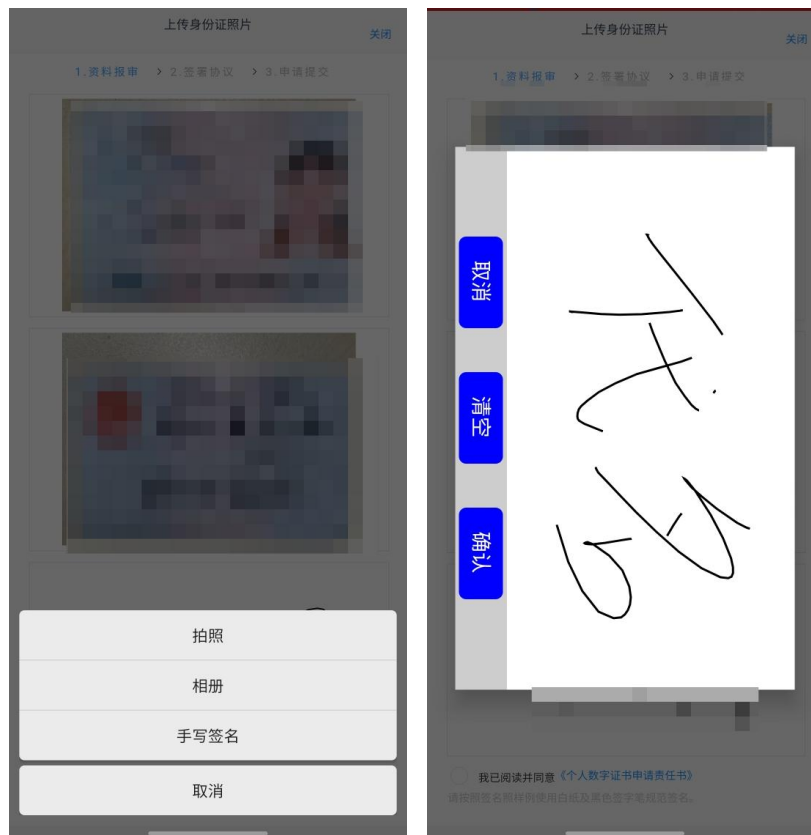 上传身份证照片
关闭
1.资料报审 > 2.签署协议 > 3.申请提交
拍照
相册
手写签名
取消
上传身份证照片
关闭
1.资料报审 > 2.签署协议 > 3.申请提交
取消
清空
确认
我已阅读并同意《个人数字证书申请责任书》
请按照签名照样例使用白纸及黑色签字笔规范签名。